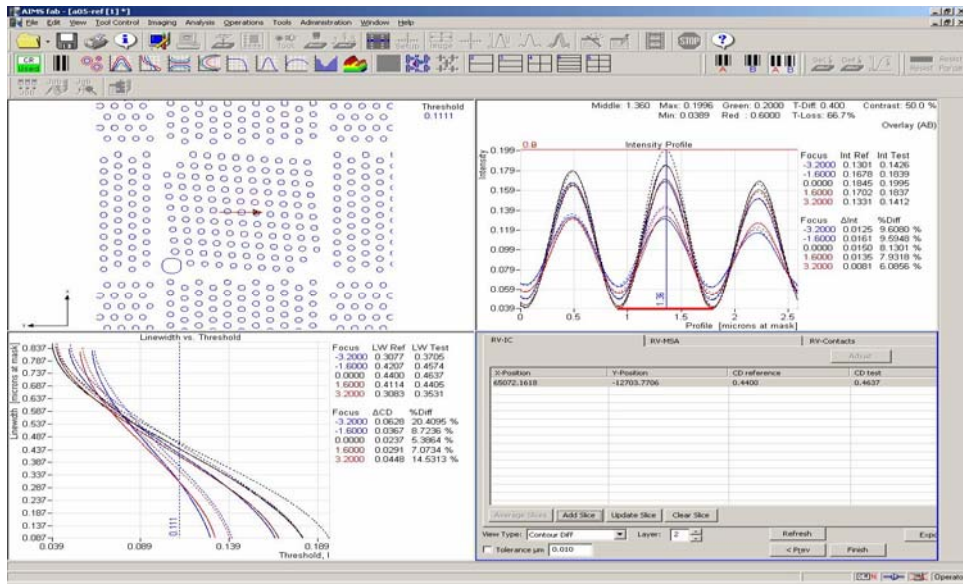 AIMS fab - [a05-ref [1] *]
File Edit View Tool Control Imaging Analysis Operations Tools Administration Window Help
STOP
CR
Used
A B A B
Threshold
0.1111
Middle: 1.360 Max: 0.1996 Green: 0.2000 T-Diff: 0.400 Contrast: 50.0 %
Min: 0.0389 Red : 0.6000 T-Loss: 66.7%
Overlay (AB)
Intensity Profile
Intensity
0.199
0.179
0.159
0.139
0.119
0.099
0.079
0.059
0.039
0 0.5 1 1.5 2 2.5
Profile [microns at mask]
Focus Int Ref Int Test
-3.2000 0.1301 0.1426
-1.6000 0.1678 0.1839
0.0000 0.1845 0.1995
1.6000 0.1702 0.1837
3.2000 0.1331 0.1412
Focus ΔInt %Diff
-3.2000 0.0125 9.6080 %
-1.6000 0.0161 9.5948 %
0.0000 0.0150 8.1301 %
1.6000 0.0135 7.9318 %
3.2000 0.0081 6.0856 %
Linewidth vs. Threshold
Linewidth [microns at mask]
0.837
0.787
0.737
0.687
0.637
0.587
0.537
0.487
0.437
0.387
0.337
0.287
0.237
0.187
0.137
0.087
0.039 0.089 0.139 0.189
0.111
Threshold, I
Focus LW Ref LW Test
-3.2000 0.3077 0.3705
-1.6000 0.4207 0.4574
0.0000 0.4400 0.4637
1.6000 0.4114 0.4405
3.2000 0.3083 0.3531
Focus ΔCD %Diff
-3.2000 0.0628 20.4095 %
-1.6000 0.0367 8.7236 %
0.0000 0.0237 5.3864 %
1.6000 0.0291 7.0734 %
3.2000 0.0448 14.5313 %
RV-IC RV-MSA RV-Contacts
Adjust
X-Position Y-Position CD reference CD test
65072.1618 -12703.7706 0.4400 0.4637
Average Slices Add Slice Update Slice Clear Slice
View Type: Contour Diff Layer: 2 Refresh Expo
Tolerance µm 0.010 < Prev Finish
Operato